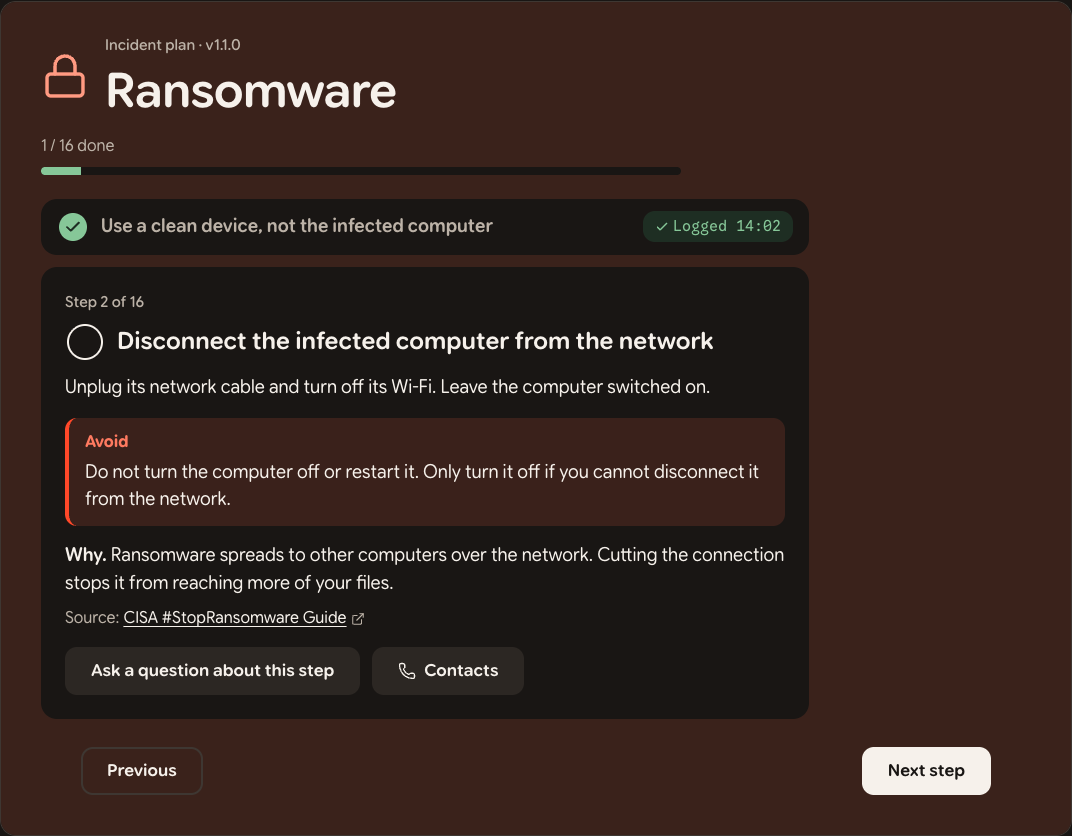 Incident plan · v1.1.0
Ransomware
1 / 16 done
Use a clean device, not the infected computer
Logged 14:02
Step 2 of 16
Disconnect the infected computer from the network
Unplug its network cable and turn off its Wi-Fi. Leave the computer switched on.
Avoid
Do not turn the computer off or restart it. Only turn it off if you cannot disconnect it
from the network.
Why. Ransomware spreads to other computers over the network. Cutting the connection
stops it from reaching more of your files.
Source: CISA #StopRansomware Guide
Ask a question about this step
Contacts
Previous
Next step